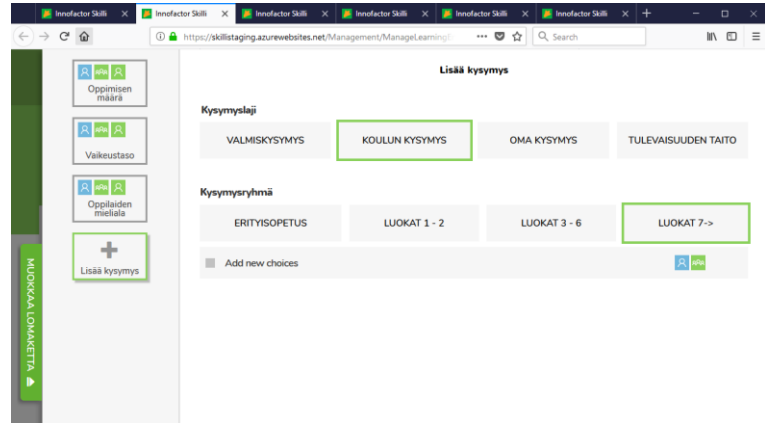 Innofactor Skilli
Innofactor Skilli
Innofactor Skilli
Innofactor Skilli
Innofactor Skilli
Innofactor Skilli
https://skillistaging.azurewebsites.net/Management/ManageLearning
Search
Oppimisen
määrä
Vaikeustaso
Oppilaiden
mieliala
Lisää kysymys
MUOKKAA LOMAKETTA
Lisää kysymys
Kysymyslaji
VALMISKYSYMYS KOULUN KYSYMYS OMA KYSYMYS TULEVAISUUDEN TAITO
Kysymysryhmä
ERITYISOPETUS LUOKAT 1 - 2 LUOKAT 3 - 6 LUOKAT 7->
Add new choices